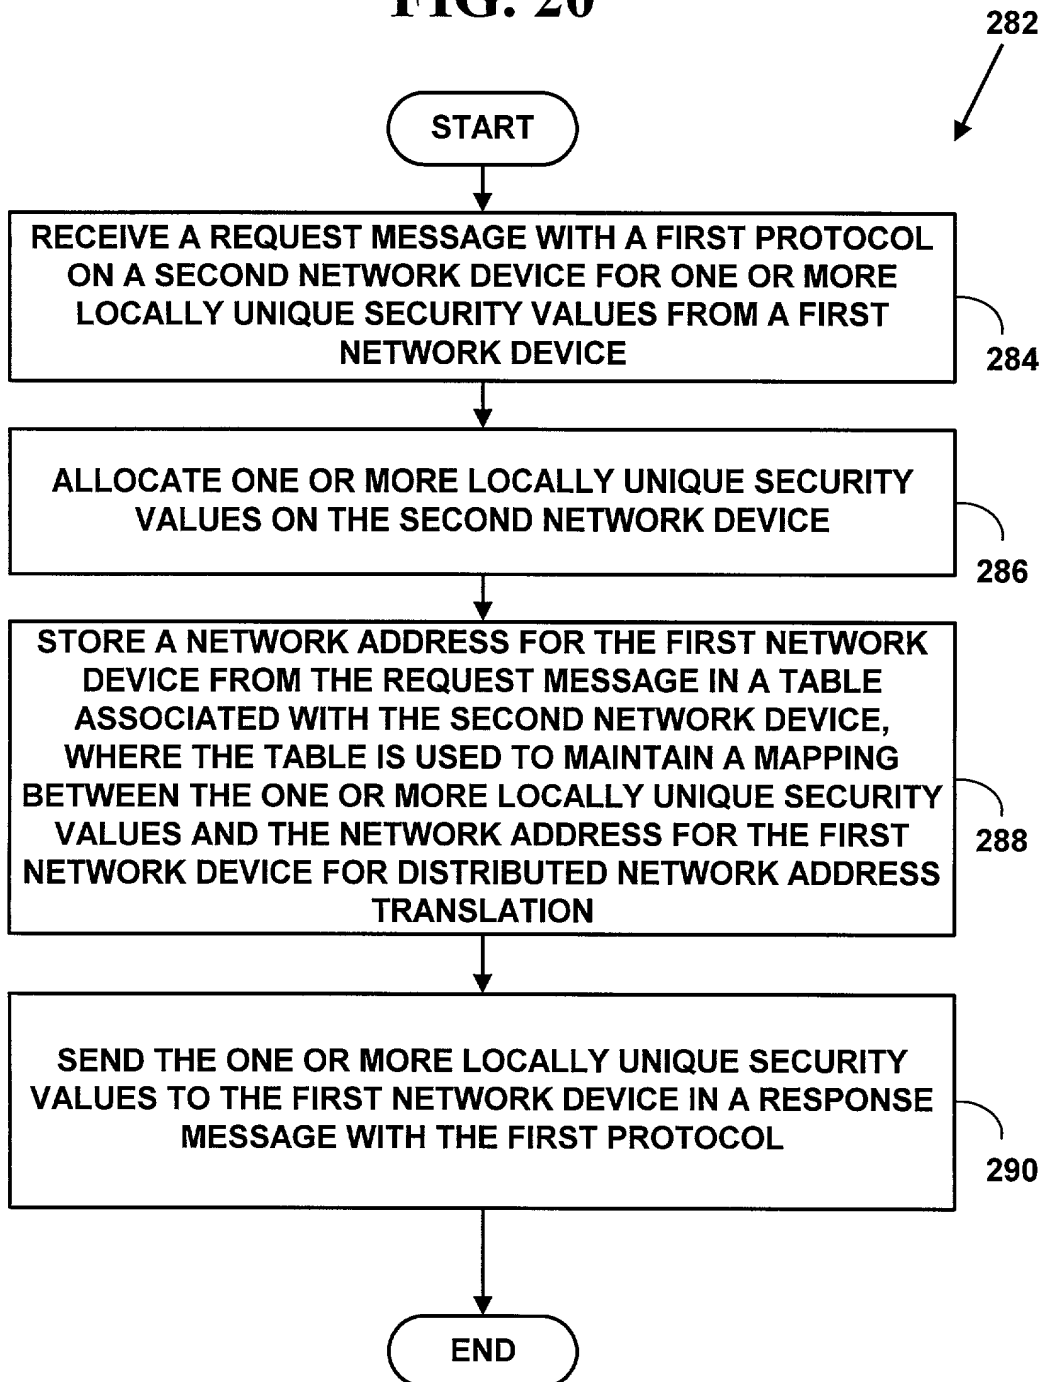 FIG. 20
282
START
RECEIVE A REQUEST MESSAGE WITH A FIRST PROTOCOL
ON A SECOND NETWORK DEVICE FOR ONE OR MORE
LOCALLY UNIQUE SECURITY VALUES FROM A FIRST
NETWORK DEVICE
284
ALLOCATE ONE OR MORE LOCALLY UNIQUE SECURITY
VALUES ON THE SECOND NETWORK DEVICE
286
STORE A NETWORK ADDRESS FOR THE FIRST NETWORK
DEVICE FROM THE REQUEST MESSAGE IN A TABLE
ASSOCIATED WITH THE SECOND NETWORK DEVICE,
WHERE THE TABLE IS USED TO MAINTAIN A MAPPING
BETWEEN THE ONE OR MORE LOCALLY UNIQUE SECURITY
VALUES AND THE NETWORK ADDRESS FOR THE FIRST
NETWORK DEVICE FOR DISTRIBUTED NETWORK ADDRESS
TRANSLATION
288
SEND THE ONE OR MORE LOCALLY UNIQUE SECURITY
VALUES TO THE FIRST NETWORK DEVICE IN A RESPONSE
MESSAGE WITH THE FIRST PROTOCOL
290
END